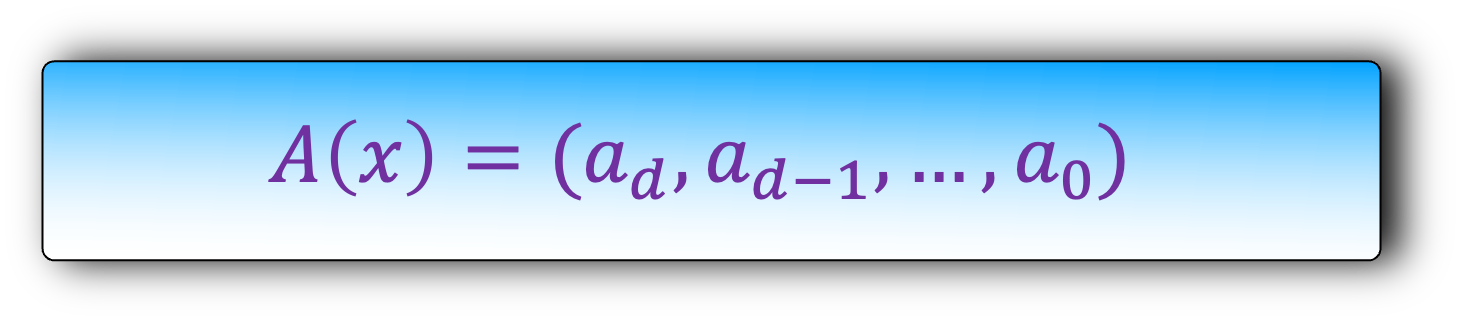 A(x) = (a_d, a_{d−1}, … , a_0)